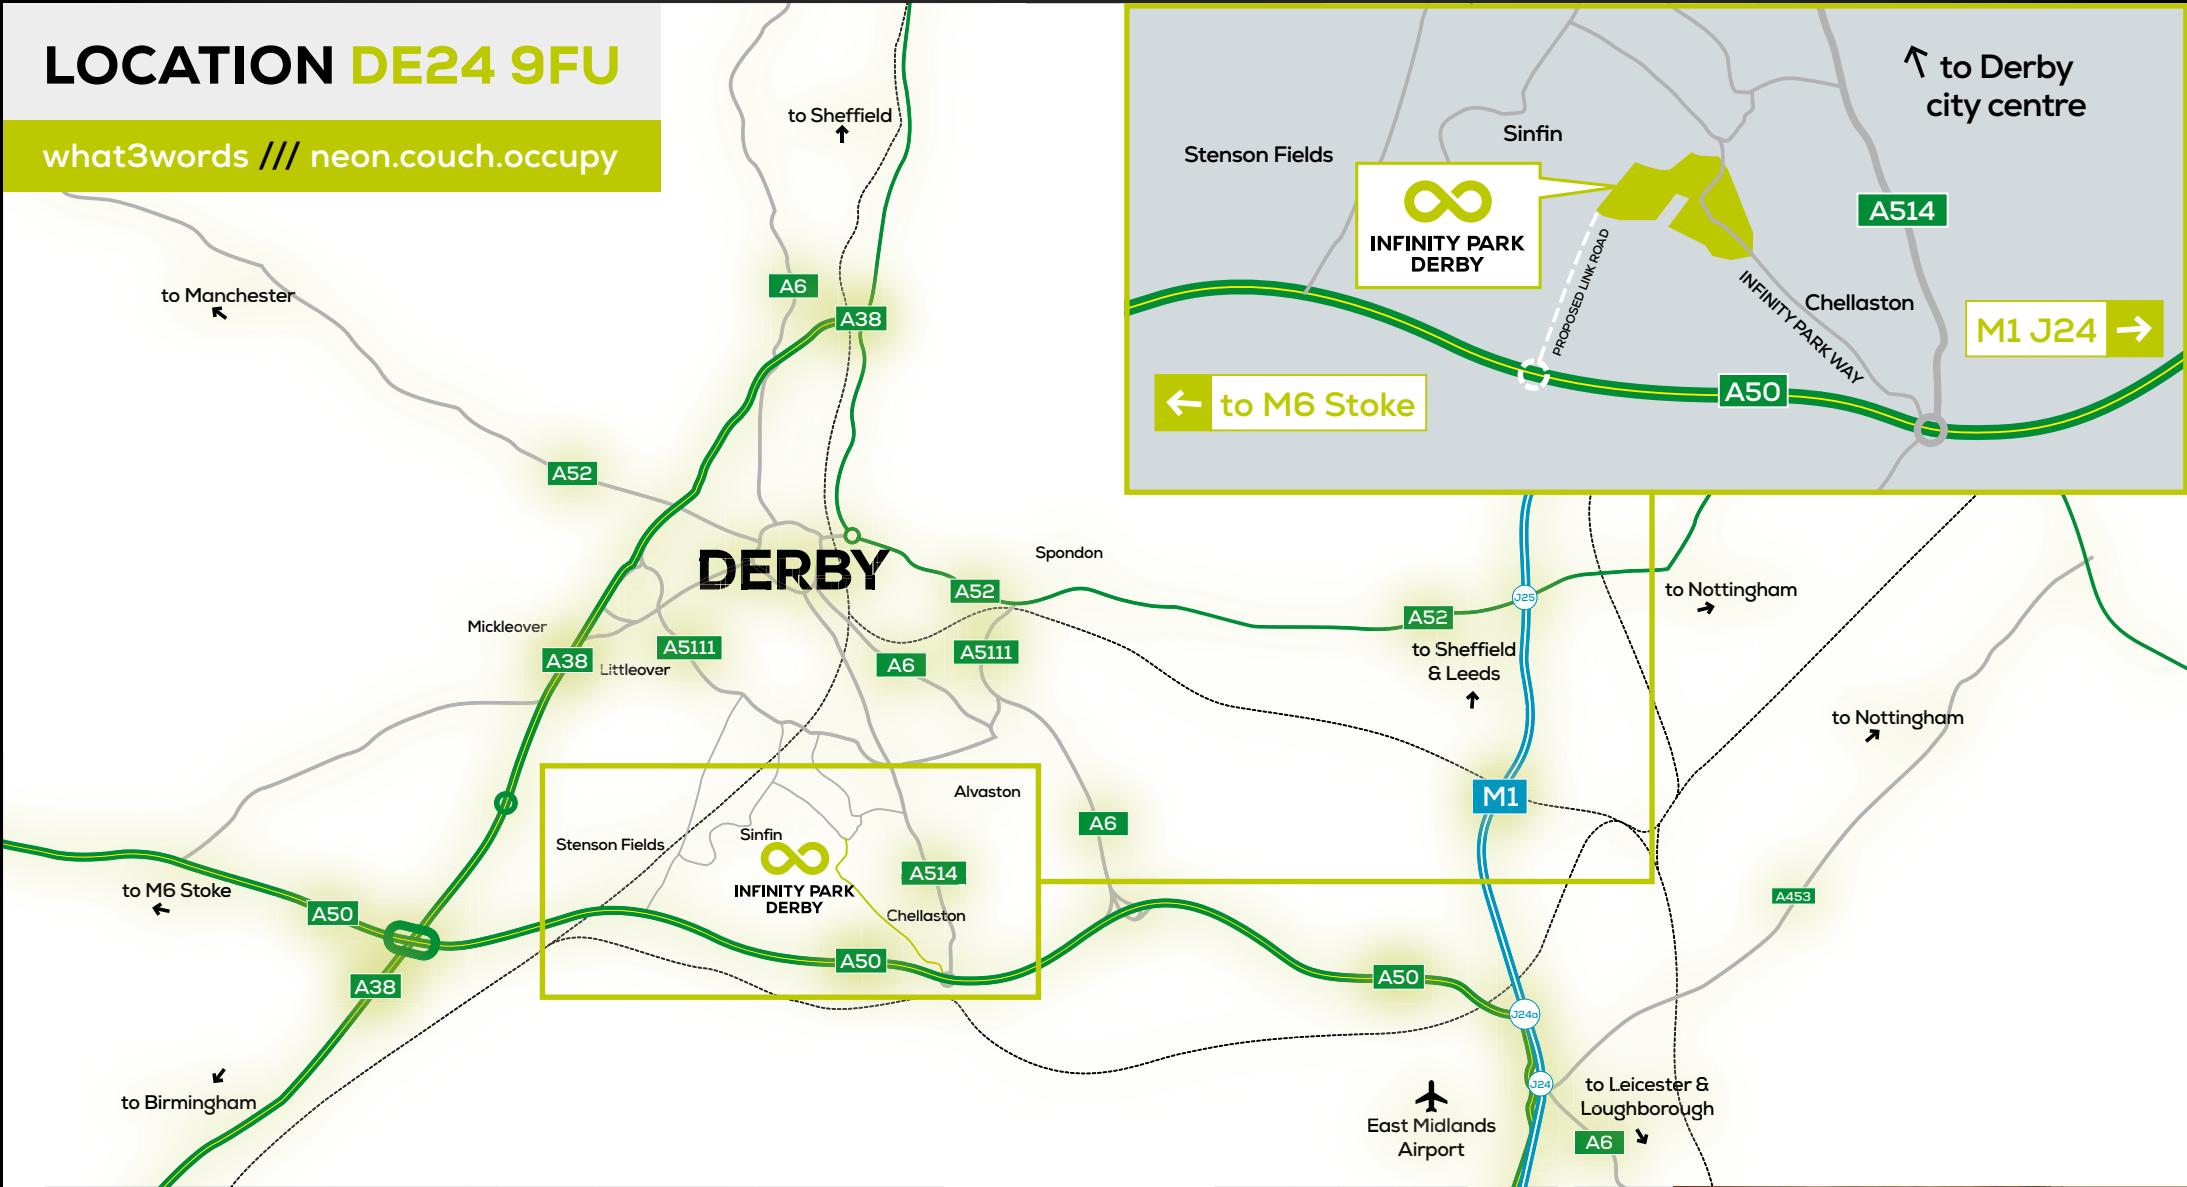 LOCATION DE24 9FU
what3words /// neon.couch.occupy
to Sheffield
to Manchester
A6
A38
A52
DERBY
Spondon
A52
A52
J25
to Nottingham
Mickleover
A38
Littleover
A5111
A6
A5111
to Sheffield
& Leeds
to Nottingham
M1
Alvaston
A6
Stenson Fields
Sinfin
INFINITY PARK
DERBY
A514
Chellaston
A453
to M6 Stoke
A50
A50
A50
A38
J24a
J24
to Birmingham
East Midlands
Airport
to Leicester &
Loughborough
A6
to Derby
city centre
Stenson Fields
Sinfin
INFINITY PARK
DERBY
A514
PROPOSED LINK ROAD
INFINITY PARK WAY
Chellaston
M1 J24
to M6 Stoke
A50